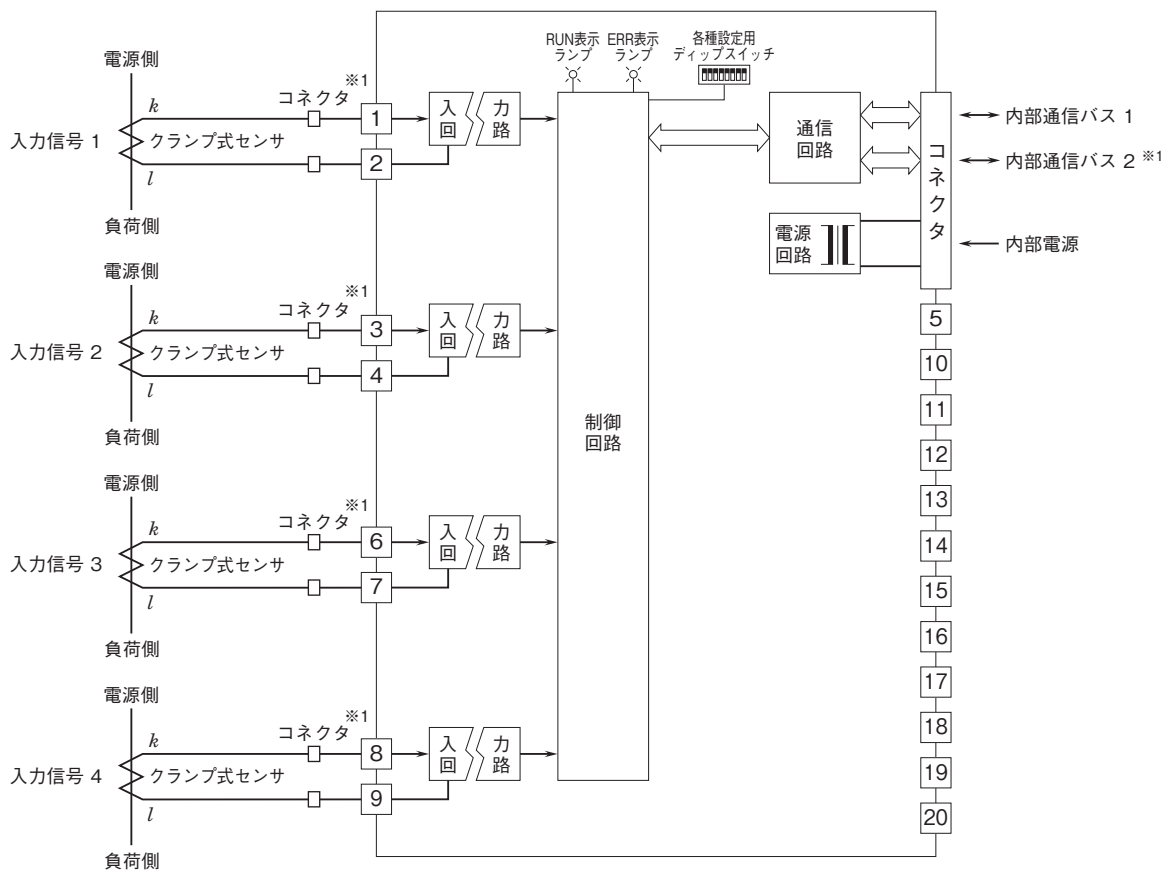 RUN表示
ランプ
ERR表示
ランプ
各種設定用
ディップスイッチ
電源側
k
コネクタ ※1
1
入力
回路
入力信号 1
クランプ式センサ
l
2
負荷側
電源側
k
コネクタ ※1
3
入力
回路
入力信号 2
クランプ式センサ
l
4
負荷側
電源側
k
コネクタ ※1
6
入力
回路
入力信号 3
クランプ式センサ
l
7
負荷側
電源側
k
コネクタ ※1
8
入力
回路
入力信号 4
クランプ式センサ
l
9
負荷側
制御
回路
通信
回路
電源
回路
コネクタ
内部通信バス 1
内部通信バス 2 ※1
内部電源
5
10
11
12
13
14
15
16
17
18
19
20